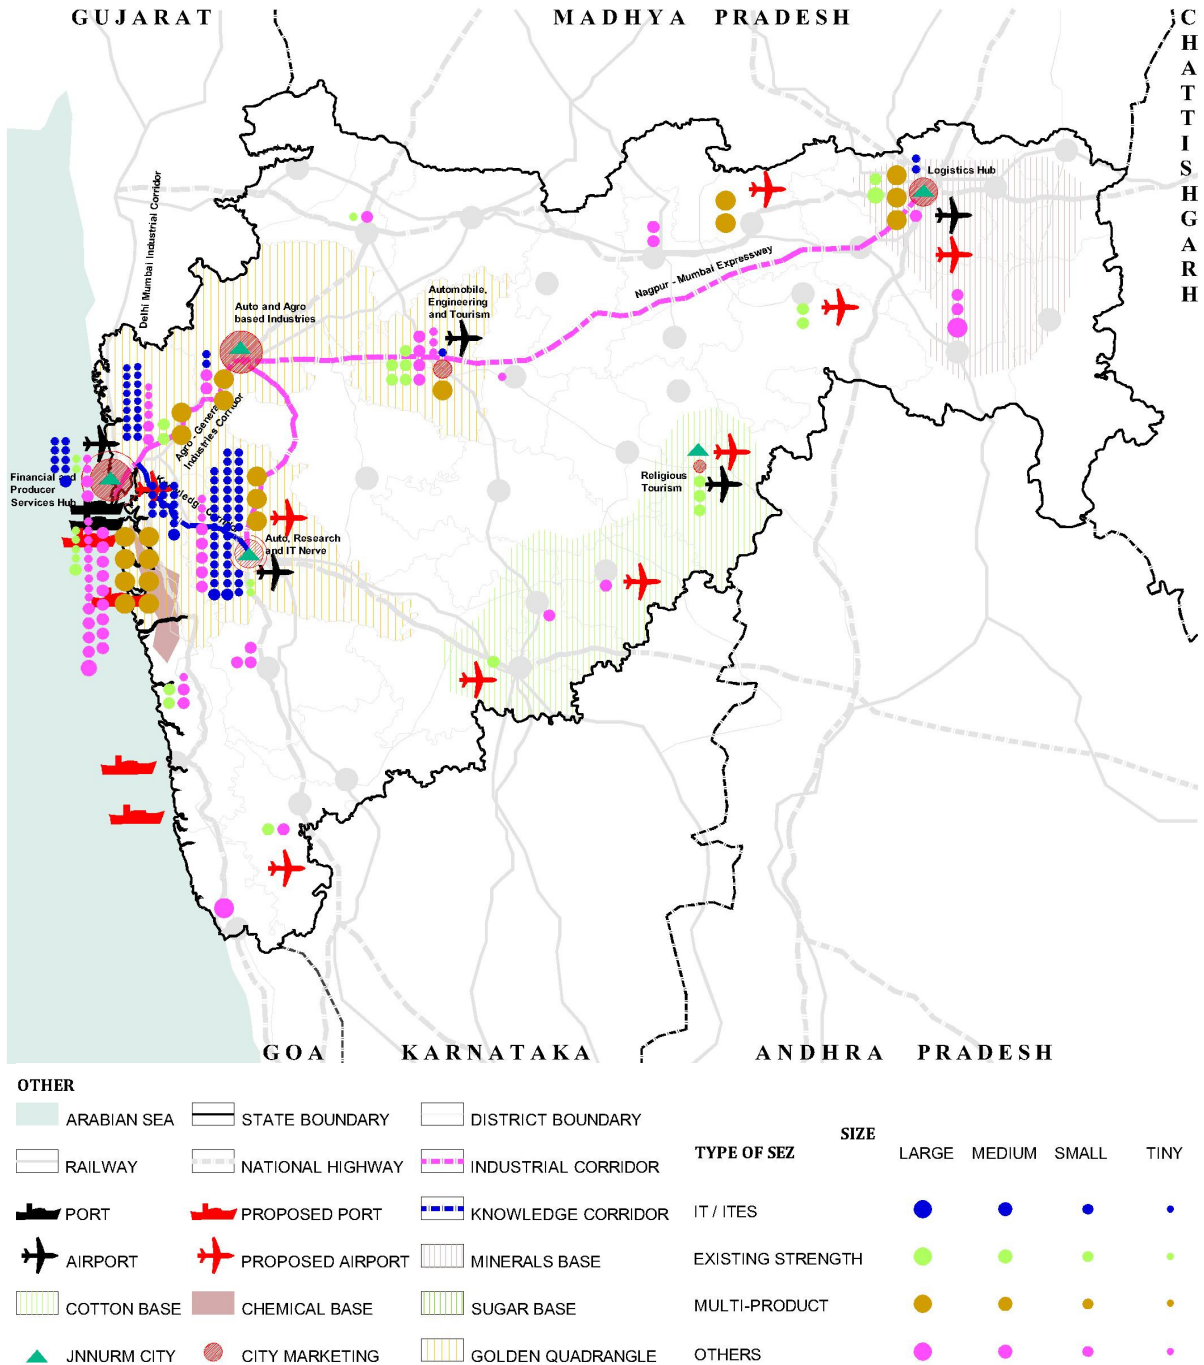 GUJARAT
MADHYA PRADESH
CHATTISHGARH
Delhi Mumbai Industrial Corridor
Logistics Hub
Nagpur - Mumbai Expressway
Automobile,
Engineering
and Tourism
Auto and Agro
based Industries
Agro - Genera
Industries Corridor
Financial and
Producer
Services Hub
Religious
Tourism
Auto, Research
and IT Nerve
GOA
KARNATAKA
ANDHRA PRADESH
OTHER
ARABIAN SEA
STATE BOUNDARY
DISTRICT BOUNDARY
RAILWAY
NATIONAL HIGHWAY
INDUSTRIAL CORRIDOR
PORT
PROPOSED PORT
KNOWLEDGE CORRIDOR
AIRPORT
PROPOSED AIRPORT
MINERALS BASE
COTTON BASE
CHEMICAL BASE
SUGAR BASE
JNNURM CITY
CITY MARKETING
GOLDEN QUADRANGLE
SIZE
TYPE OF SEZ
LARGE
MEDIUM
SMALL
TINY
IT / ITES
EXISTING STRENGTH
MULTI-PRODUCT
OTHERS